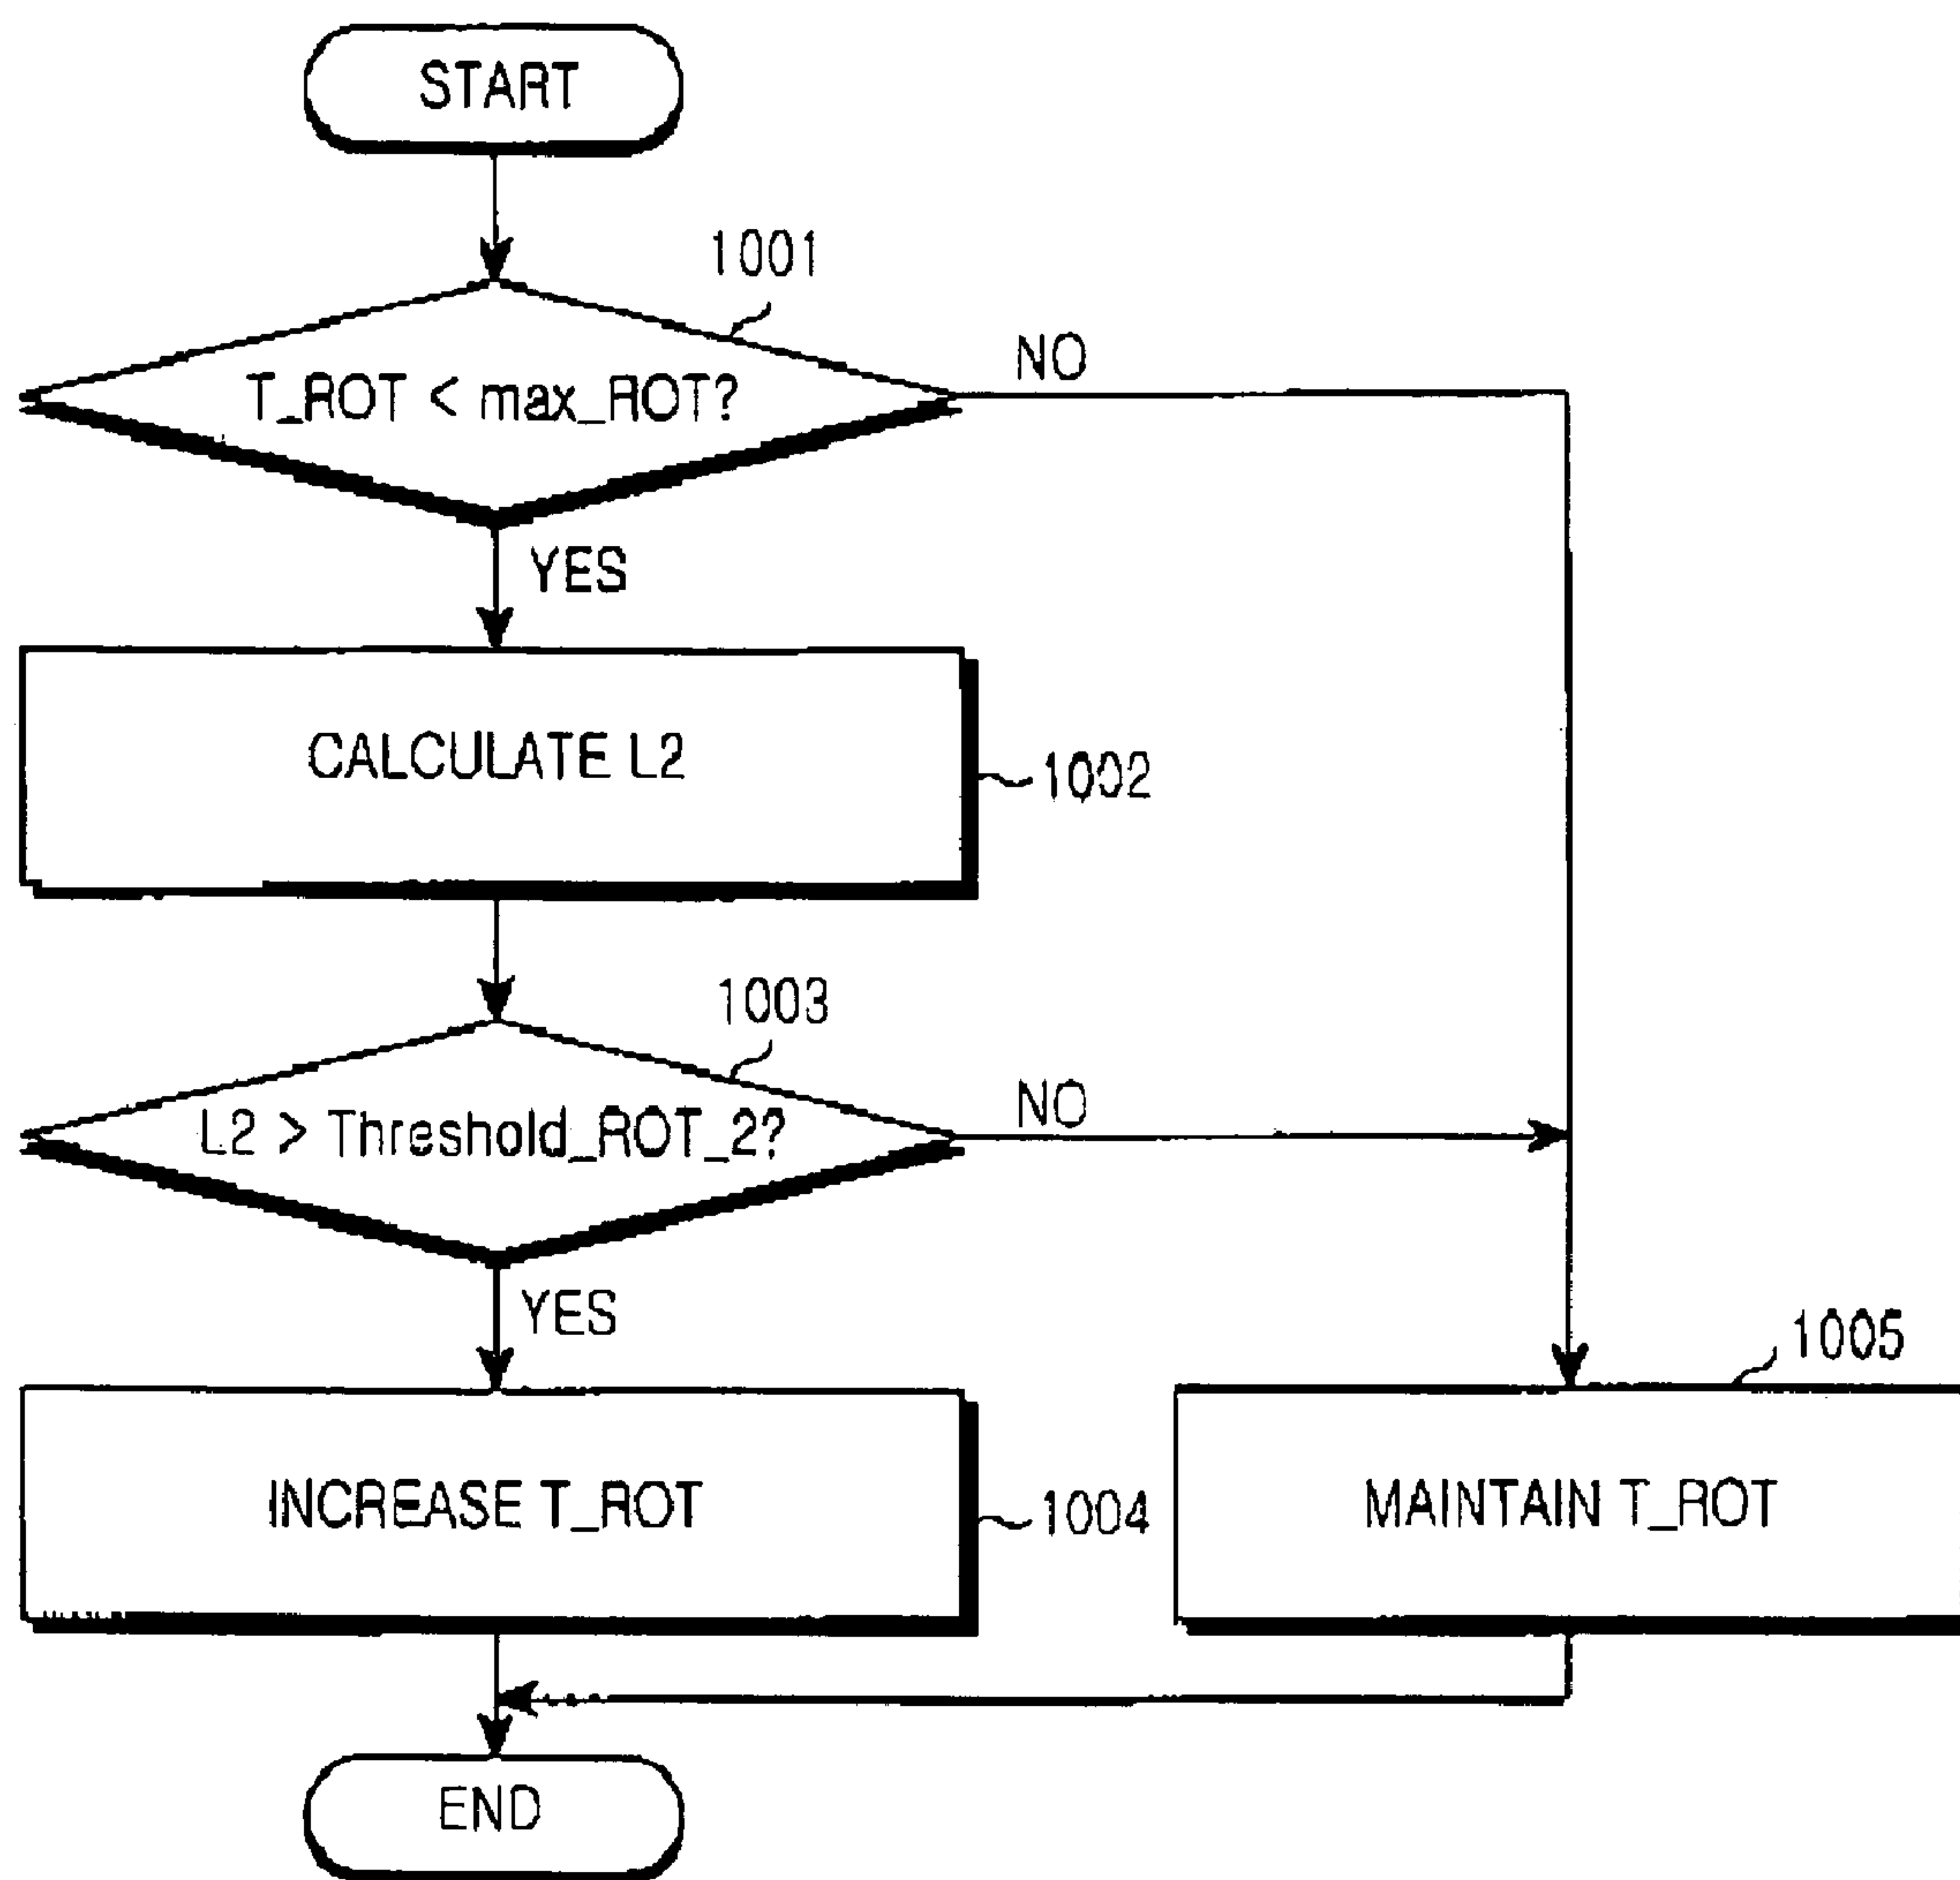 START
1001
T_ROT < max_ROT?
NO
YES
CALCULATE L2
1002
1003
L2 > Threshold_ROT_2?
NO
YES
1005
INCREASE T_ROT
1004
MAINTAIN T_ROT
END